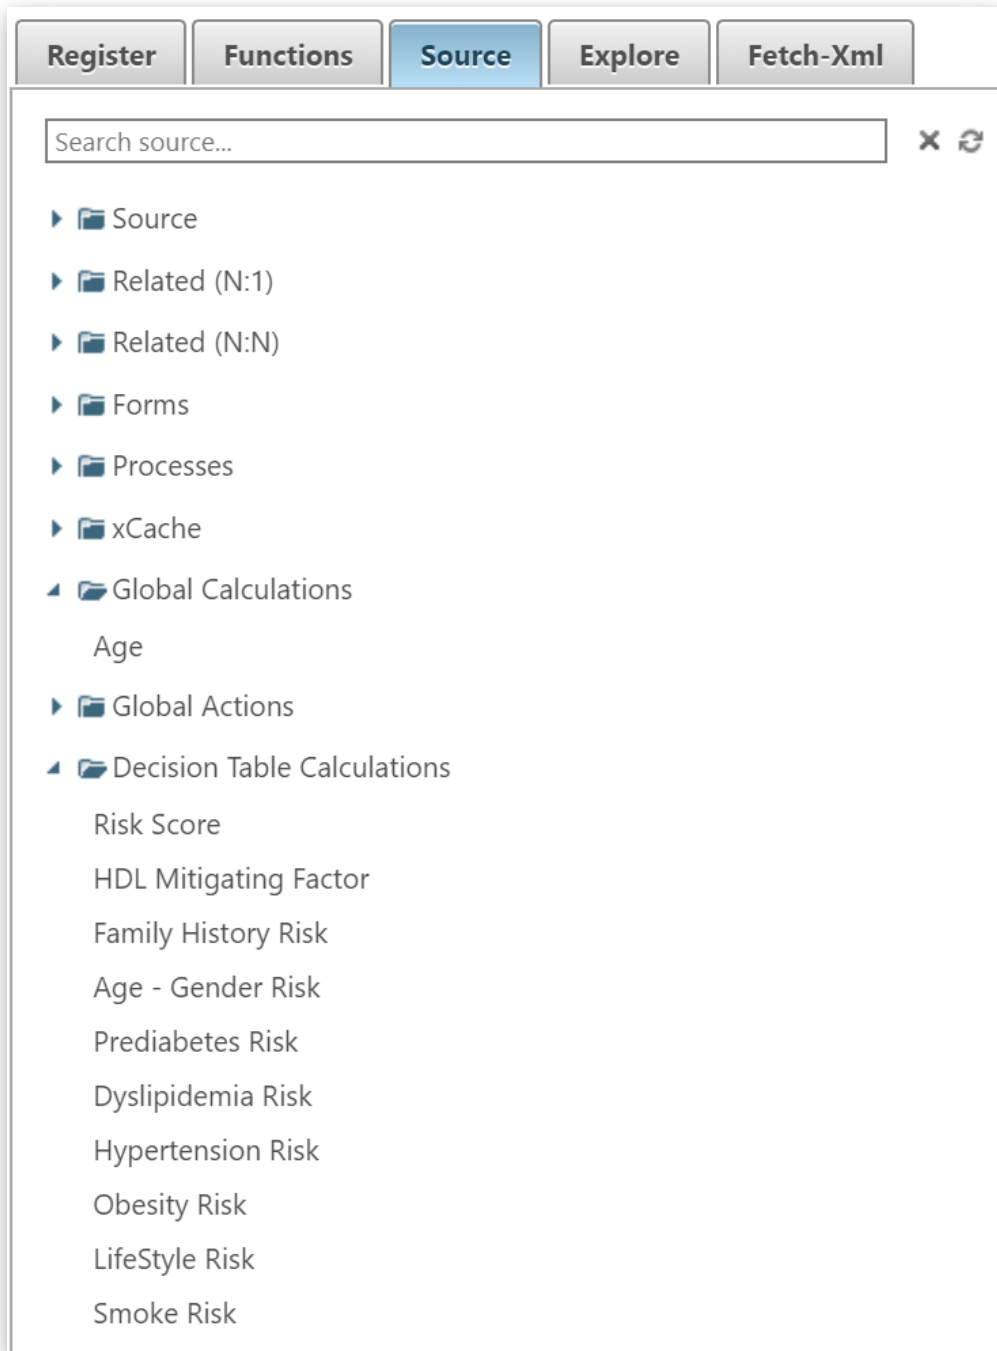 Register Functions Source Explore Fetch-Xml
Search source...
Source
Related (N:1)
Related (N:N)
Forms
Processes
xCache
Global Calculations
Age
Global Actions
Decision Table Calculations
Risk Score
HDL Mitigating Factor
Family History Risk
Age - Gender Risk
Prediabetes Risk
Dyslipidemia Risk
Hypertension Risk
Obesity Risk
LifeStyle Risk
Smoke Risk